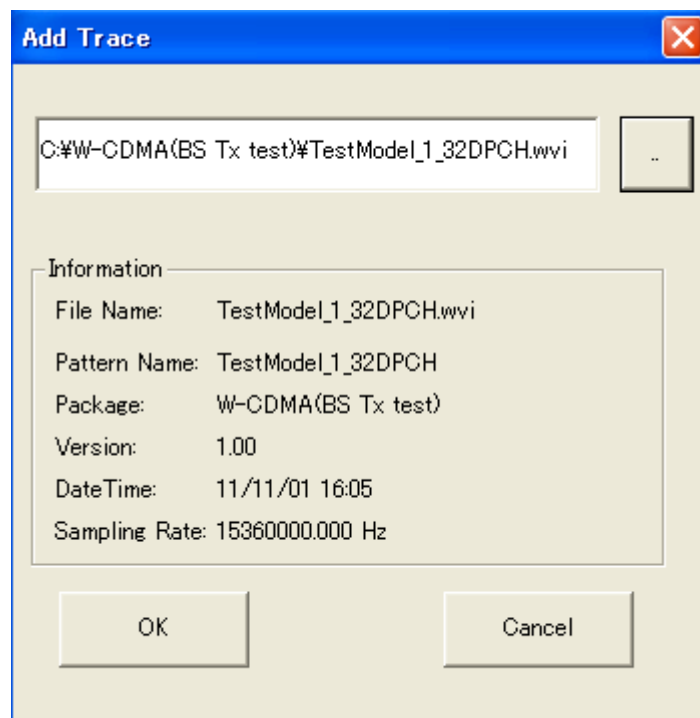 Add Trace
C:¥W-CDMA(BS Tx test)¥TestModel_1_32DPCH.wvi
..
Information
File Name: TestModel_1_32DPCH.wvi
Pattern Name: TestModel_1_32DPCH
Package: W-CDMA(BS Tx test)
Version: 1.00
DateTime: 11/11/01 16:05
Sampling Rate: 15360000.000 Hz
OK Cancel